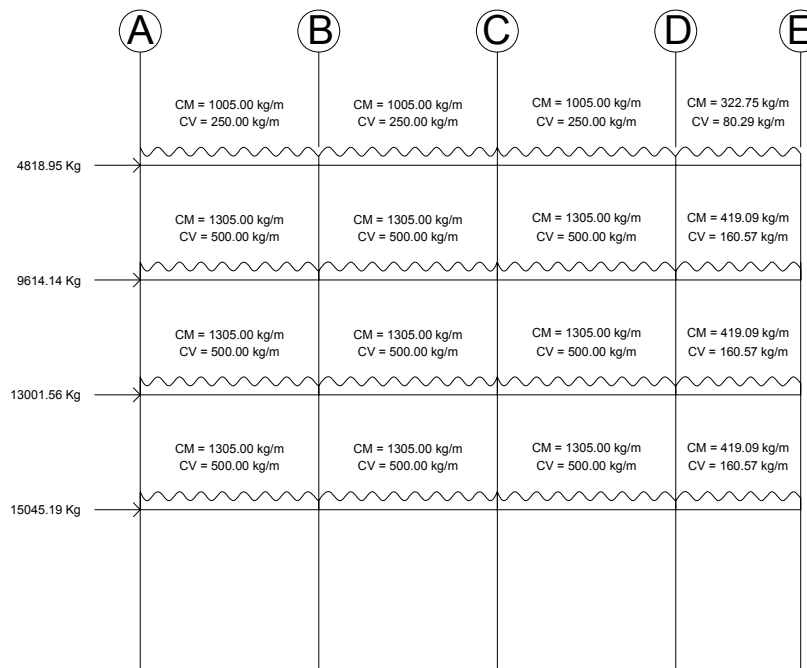 A B C D E
CM = 1005.00 kg/m CM = 1005.00 kg/m CM = 1005.00 kg/m CM = 322.75 kg/m
CV = 250.00 kg/m CV = 250.00 kg/m CV = 250.00 kg/m CV = 80.29 kg/m
4818.95 Kg
CM = 1305.00 kg/m CM = 1305.00 kg/m CM = 1305.00 kg/m CM = 419.09 kg/m
CV = 500.00 kg/m CV = 500.00 kg/m CV = 500.00 kg/m CV = 160.57 kg/m
9614.14 Kg
CM = 1305.00 kg/m CM = 1305.00 kg/m CM = 1305.00 kg/m CM = 419.09 kg/m
CV = 500.00 kg/m CV = 500.00 kg/m CV = 500.00 kg/m CV = 160.57 kg/m
13001.56 Kg
CM = 1305.00 kg/m CM = 1305.00 kg/m CM = 1305.00 kg/m CM = 419.09 kg/m
CV = 500.00 kg/m CV = 500.00 kg/m CV = 500.00 kg/m CV = 160.57 kg/m
15045.19 Kg